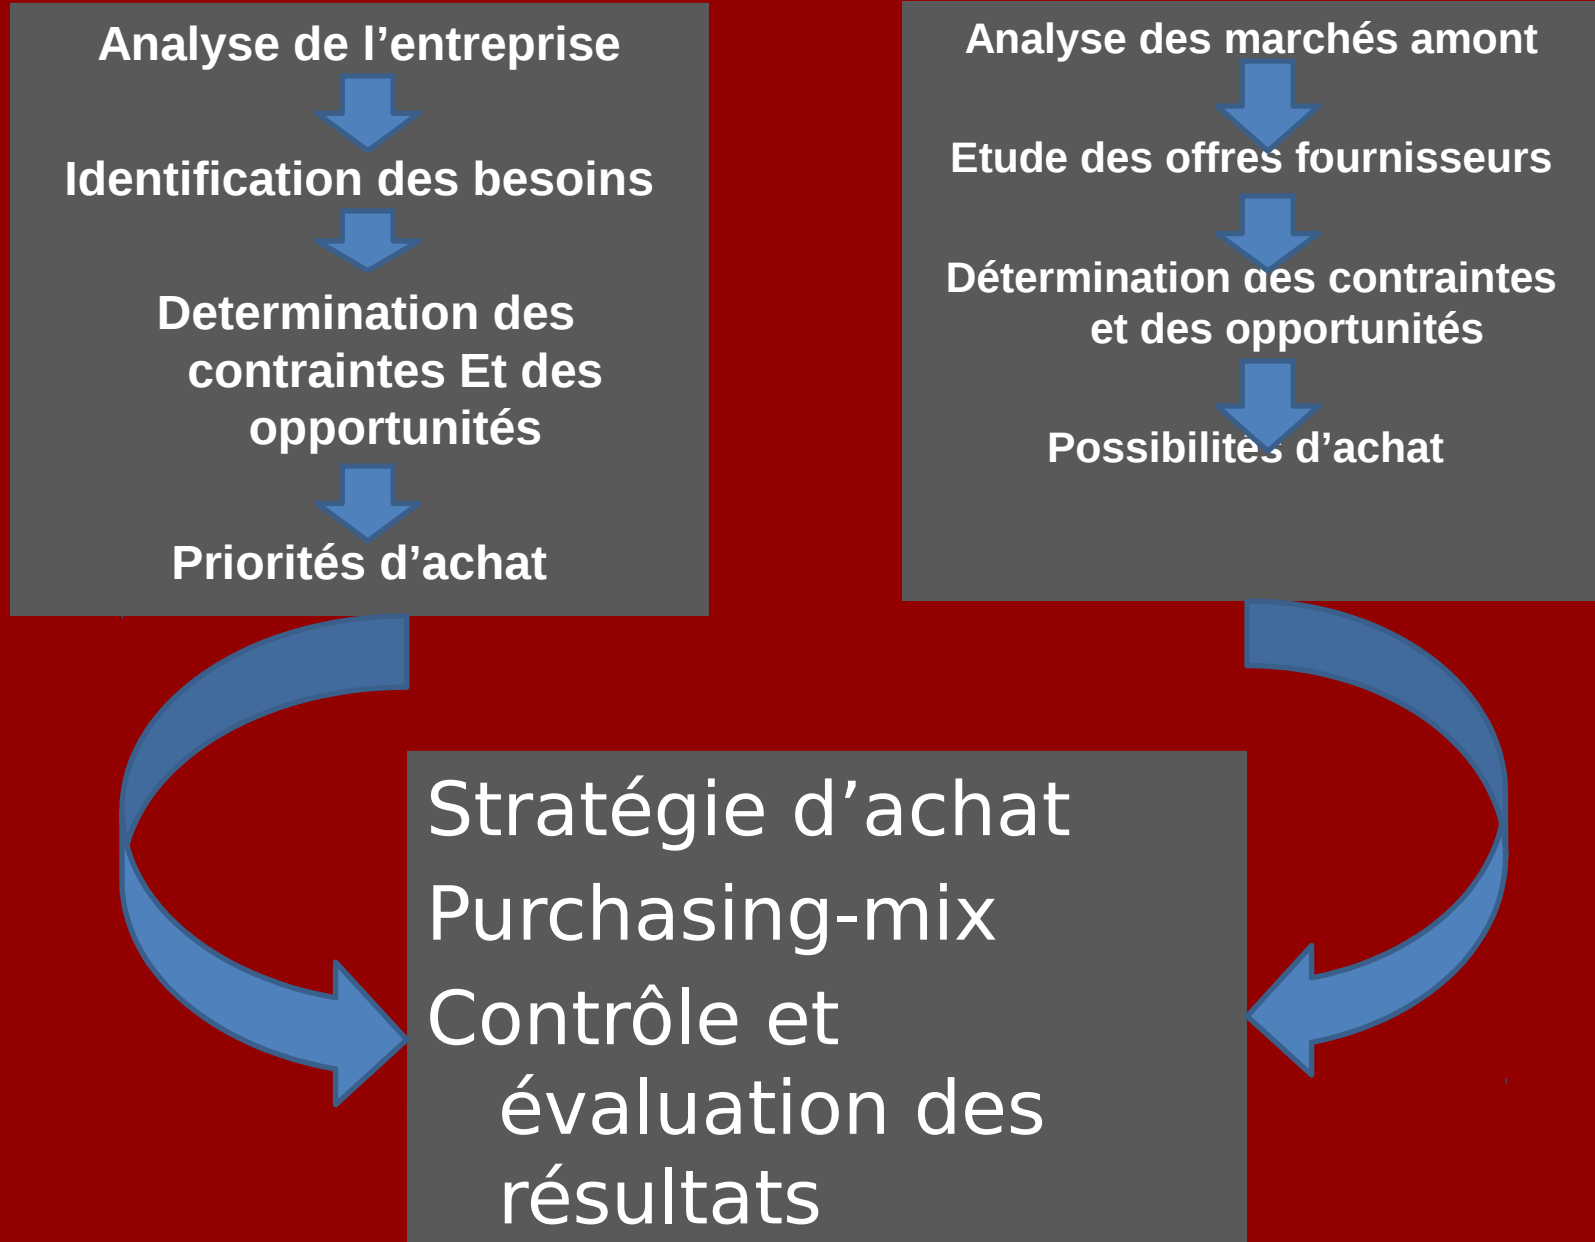 Analyse de l’entreprise
Identification des besoins
Determination des
contraintes Et des
opportunités
Priorités d’achat
Analyse des marchés amont
Etude des offres fournisseurs
Détermination des contraintes
et des opportunités
Possibilités d’achat
Stratégie d’achat
Purchasing-mix
Contrôle et
évaluation des
résultats